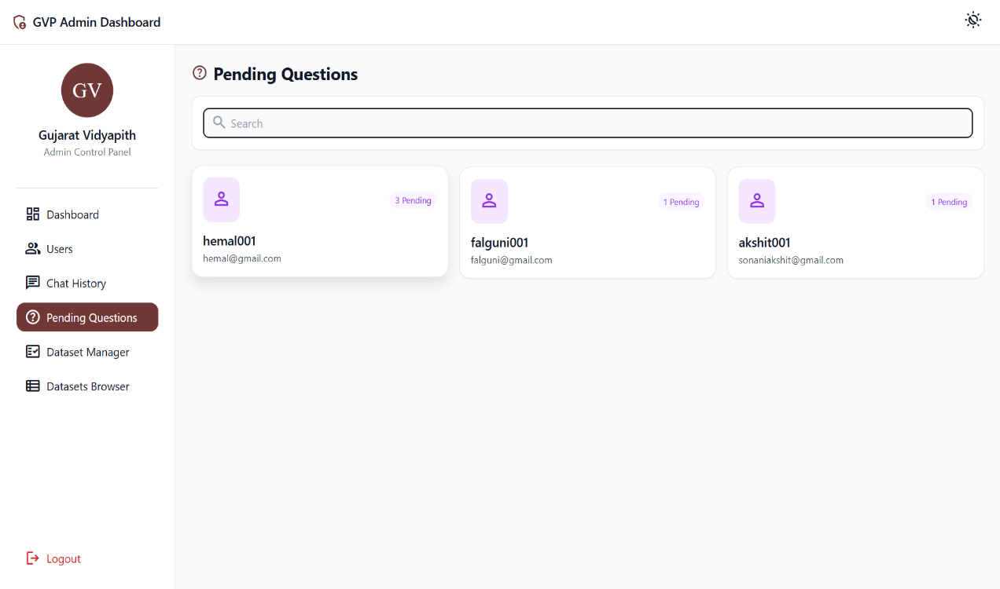 GVP Admin Dashboard
GV
Gujarat Vidyapith
Admin Control Panel
Dashboard
Users
Chat History
Pending Questions
Dataset Manager
Datasets Browser
Logout
Pending Questions
Search
3 Pending
hemal001
hemal@gmail.com
1 Pending
falguni001
falguni@gmail.com
1 Pending
akshit001
sonaniakshit@gmail.com